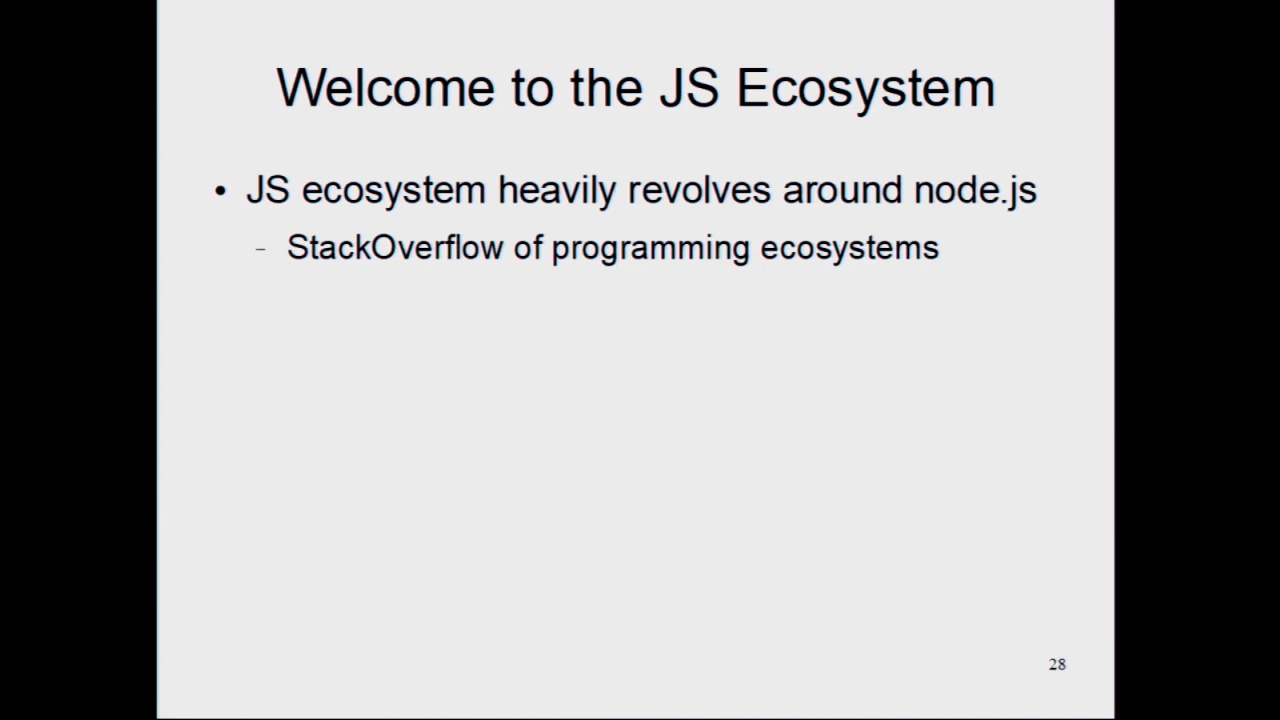 Welcome to the JS Ecosystem
• JS ecosystem heavily revolves around node.js
– StackOverflow of programming ecosystems
28